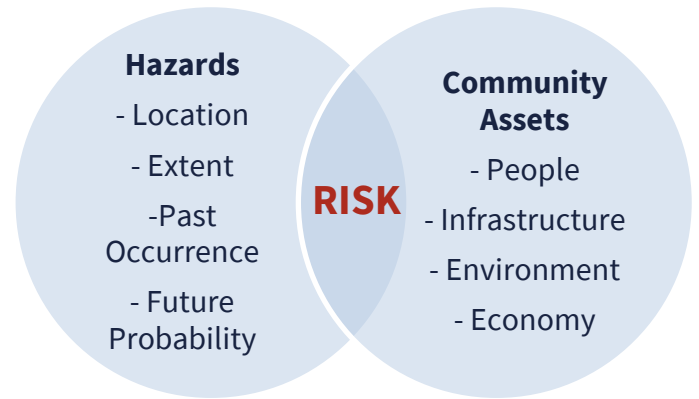 Hazards
- Location
- Extent
-Past
Occurrence
- Future
Probability
RISK
Community
Assets
- People
- Infrastructure
- Environment
- Economy